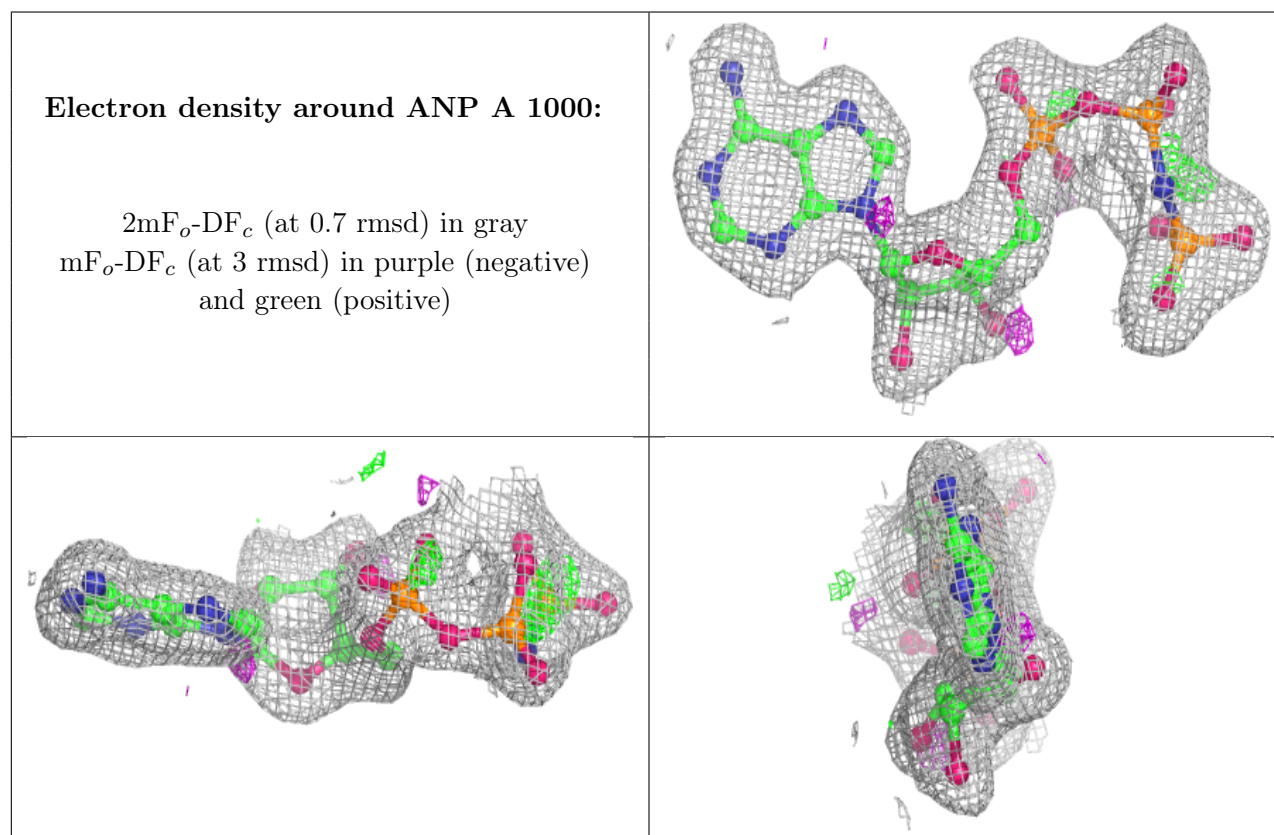 Electron density around ANP A 1000:
2mFo-DFc (at 0.7 rmsd) in gray
mFo-DFc (at 3 rmsd) in purple (negative)
and green (positive)